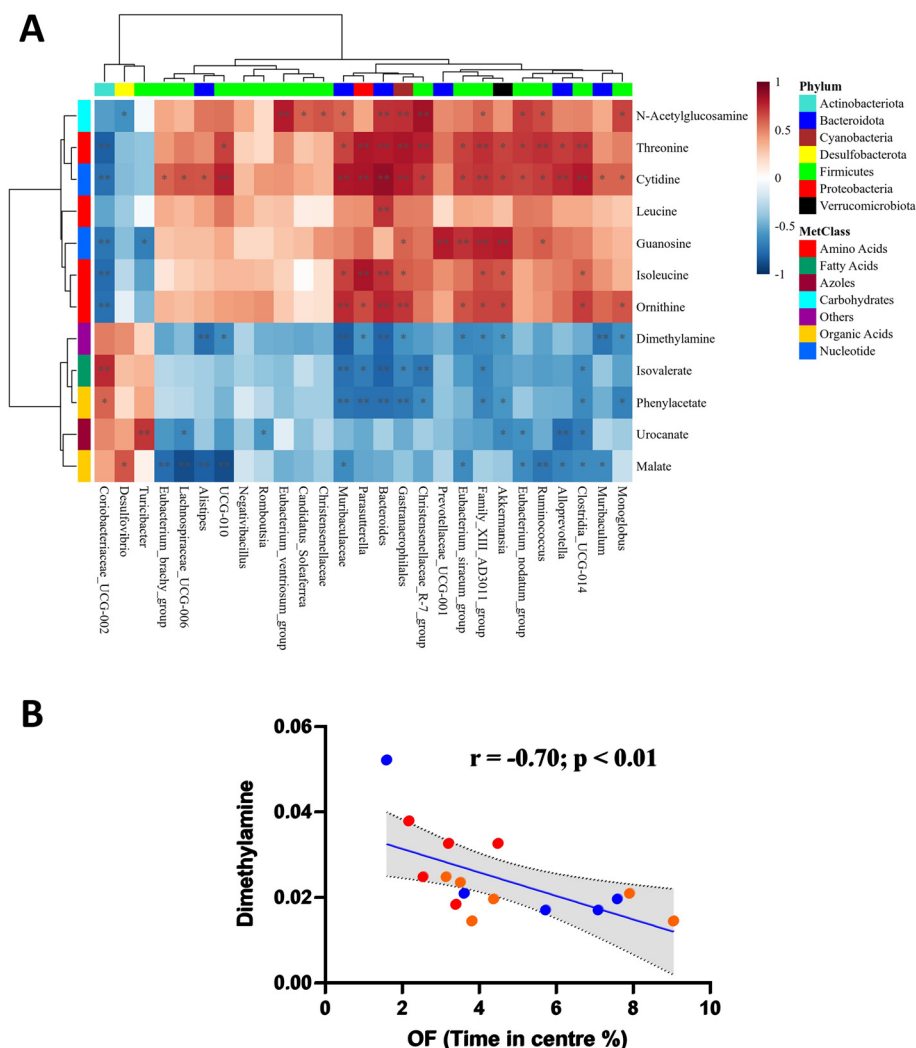 A
1
0.5
0
-0.5
-1
Phylum
Actinobacteriota
Bacteroidota
Cyanobacteria
Desulfobacterota
Firmicutes
Proteobacteria
Verrucomicrobiota
MetClass
Amino Acids
Fatty Acids
Azoles
Carbohydrates
Others
Organic Acids
Nucleotide
N-Acetylglucosamine
Threonine
Cytidine
Leucine
Guanosine
Isoleucine
Ornithine
Dimethylamine
Isovalerate
Phenylacetate
Urocanate
Malate
Coriobacteriaceae_UCG-002
Desulfovibrio
Turicibacter
Eubacterium_brachy_group
Lachnospiraceae_UCG-006
Alistipes
UCG-010
Negativibacillus
Romboutsia
Eubacterium_ventriosum_group
Candidatus_Soleaferrea
Christensenellaceae
Muribaculaceae
Parasutterella
Bacteroides
Gastranaerophilales
Christensenellaceae_R-7_group
Prevotellaceae_UCG-001
Eubacterium_siraeum_group
Family_XIII_AD3011_group
Akkermansia
Eubacterium_nodatum_group
Ruminococcus
Alloprevotella
Clostridia_UCG-014
Muribaculum
Monoglobus
B
0.06
0.04
0.02
0.00
Dimethylamine
r = -0.70; p < 0.01
0 2 4 6 8 10
OF (Time in centre %)